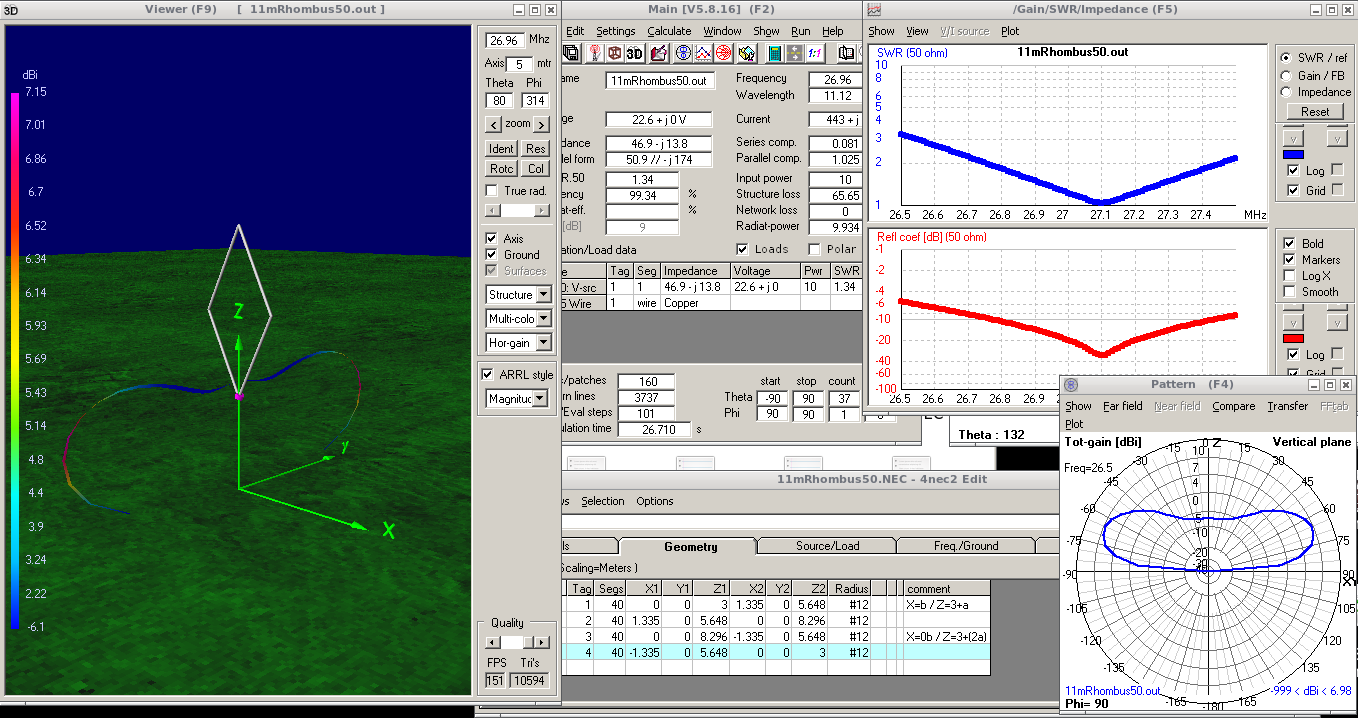 3D Viewer (F9) [ 11mRhombus50.out ]
dBi
7.15
7.01
6.86
6.7
6.52
6.34
6.14
5.93
5.69
5.43
5.14
4.8
4.4
3.9
3.24
2.22
-6.1
Z
Y
X
26.96 Mhz
Axis 5 mtr
Theta Phi
80 314
< zoom >
Ident Res
Rotc Col
True rad.
Axis
Ground
Surfaces
Structure
Multi-colo
Hor-gain
ARRL style
Magnituc
Quality
FPS Tri's
151 10594
Main [V5.8.16] (F2)
Edit Settings Calculate Window Show Run Help
3D 1:1
ame 11mRhombus50.out
Frequency 26.96
Wavelength 11.12
ge 22.6 + j 0 V
Current 443 + j
dance 46.9 - j 13.8
Series comp. 0.081
el form 50.9 // - j 174
Parallel comp. 1.025
R.50 1.34
Input power 10
ency 99.34 %
Structure loss 65.65
at-eff. %
Network loss 0
[dB] 9
Radiat-power 9.934
ation/Load data
Loads Polar
e Tag Seg Impedance Voltage Pwr SWR
0: V-src 1 1 46.9 - j 13.8 22.6 + j 0 10 1.34
5 Wire 1 wire Copper
s/patches 160
rn lines 3737
/Eval steps 101
ulation time 26.710 s
start stop count
Theta -90 90 37
Phi 90 90 1 0
Theta : 132
/Gain/SWR/Impedance (F5)
Show View V/I source Plot
SWR (50 ohm) 11mRhombus50.out
10
8
6
5
4
3
2
1
26.5 26.6 26.7 26.8 26.9 27 27.1 27.2 27.3 27.4 MHz
Refl coef [dB] (50 ohm)
-1
-2
-4
-6
-10
-20
-40
-60
-100
26.5 26.6 26.7 26.8 26.9
SWR / ref
Gain / FB
Impedance
Reset
v v
Log
Grid
Bold
Markers
Log X
Smooth
v v
Log
Grid
Pattern (F4)
Show Far field Near field Compare Transfer FFtab
Plot
Tot-gain [dBi] 0 Z Vertical plane
Freq=26.5
-15 15
-30 30
-45 45
-60 60
-75 75
-90 90
XY
-105 105
-120 120
-135 135
-165 -180 165
10
7
4
0
-5
-10
-20
-30
11mRhombus50.out -999 < dBi < 6.98
Phi= 90
11mRhombus50.NEC - 4nec2 Edit
ws Selection Options
ls Geometry Source/Load Freq./Ground
Scaling=Meters )
Tag Segs X1 Y1 Z1 X2 Y2 Z2 Radius comment
1 40 0 0 3 1.335 0 5.648 #12 X=b / Z=3+a
2 40 1.335 0 5.648 0 0 8.296 #12
3 40 0 0 8.296 -1.335 0 5.648 #12 X=0b / Z=3+(2a)
4 40 -1.335 0 5.648 0 0 3 #12